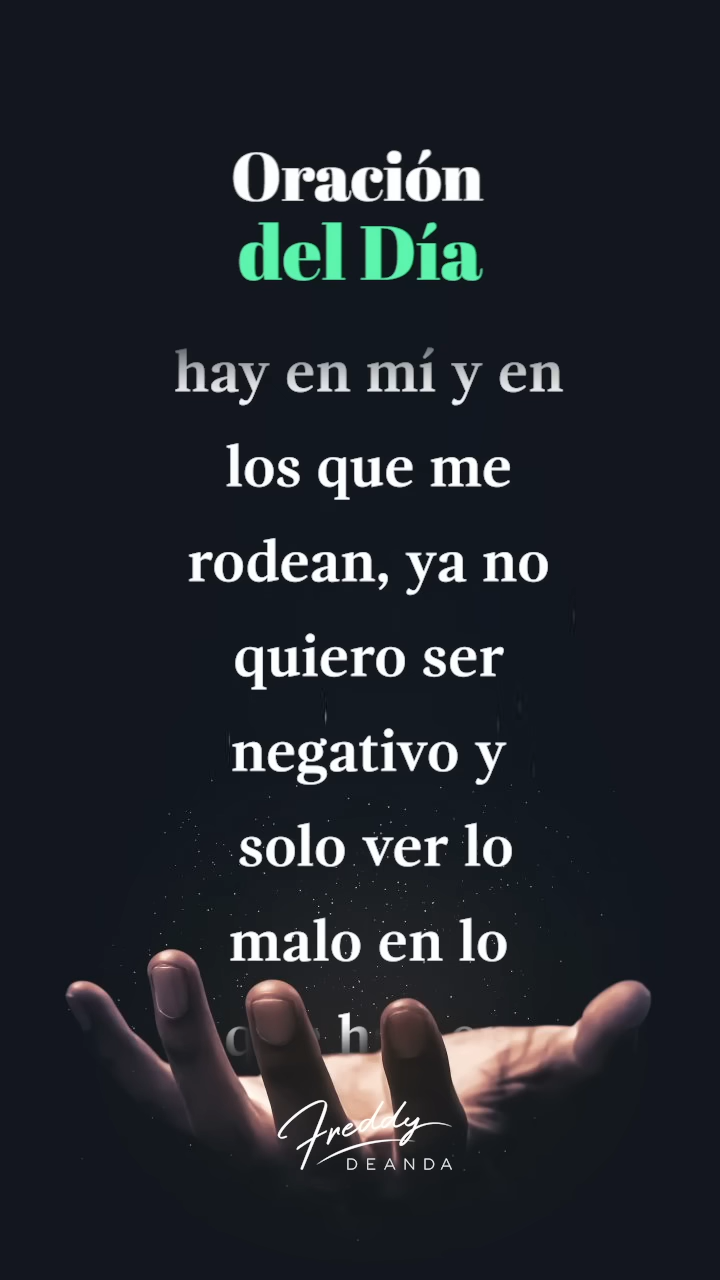 Oración
del Día
hay en mí y en
los que me
rodean, ya no
quiero ser
negativo y
solo ver lo
malo en lo
Freddy
DEANDA